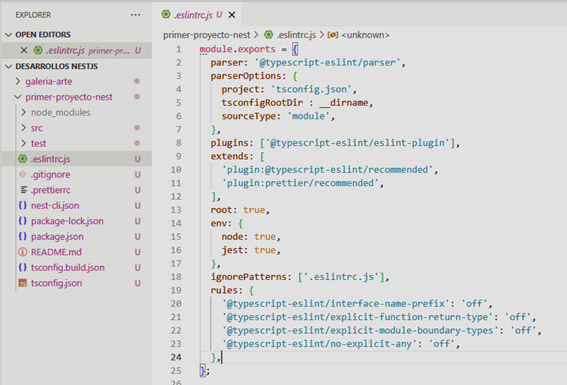 EXPLORER
...
OPEN EDITORS
.eslintrc.js primer-pr... U
DESARROLLOS NESTJS
galeria-arte
primer-proyecto-nest
node_modules
src
test
.eslintrc.js U
.gitignore U
.prettierrc U
nest-cli.json U
package-lock.json U
package.json U
README.md U
tsconfig.build.json U
tsconfig.json U
.eslintrc.js U
primer-proyecto-nest > .eslintrc.js > <unknown>
1 module.exports = {
2 parser: '@typescript-eslint/parser',
3 parserOptions: {
4 project: 'tsconfig.json',
5 tsconfigRootDir : __dirname,
6 sourceType: 'module',
7 },
8 plugins: ['@typescript-eslint/eslint-plugin'],
9 extends: [
10 'plugin:@typescript-eslint/recommended',
11 'plugin:prettier/recommended',
12 ],
13 root: true,
14 env: {
15 node: true,
16 jest: true,
17 },
18 ignorePatterns: ['.eslintrc.js'],
19 rules: {
20 '@typescript-eslint/interface-name-prefix': 'off',
21 '@typescript-eslint/explicit-function-return-type': 'off',
22 '@typescript-eslint/explicit-module-boundary-types': 'off',
23 '@typescript-eslint/no-explicit-any': 'off',
24 },
25 };
26